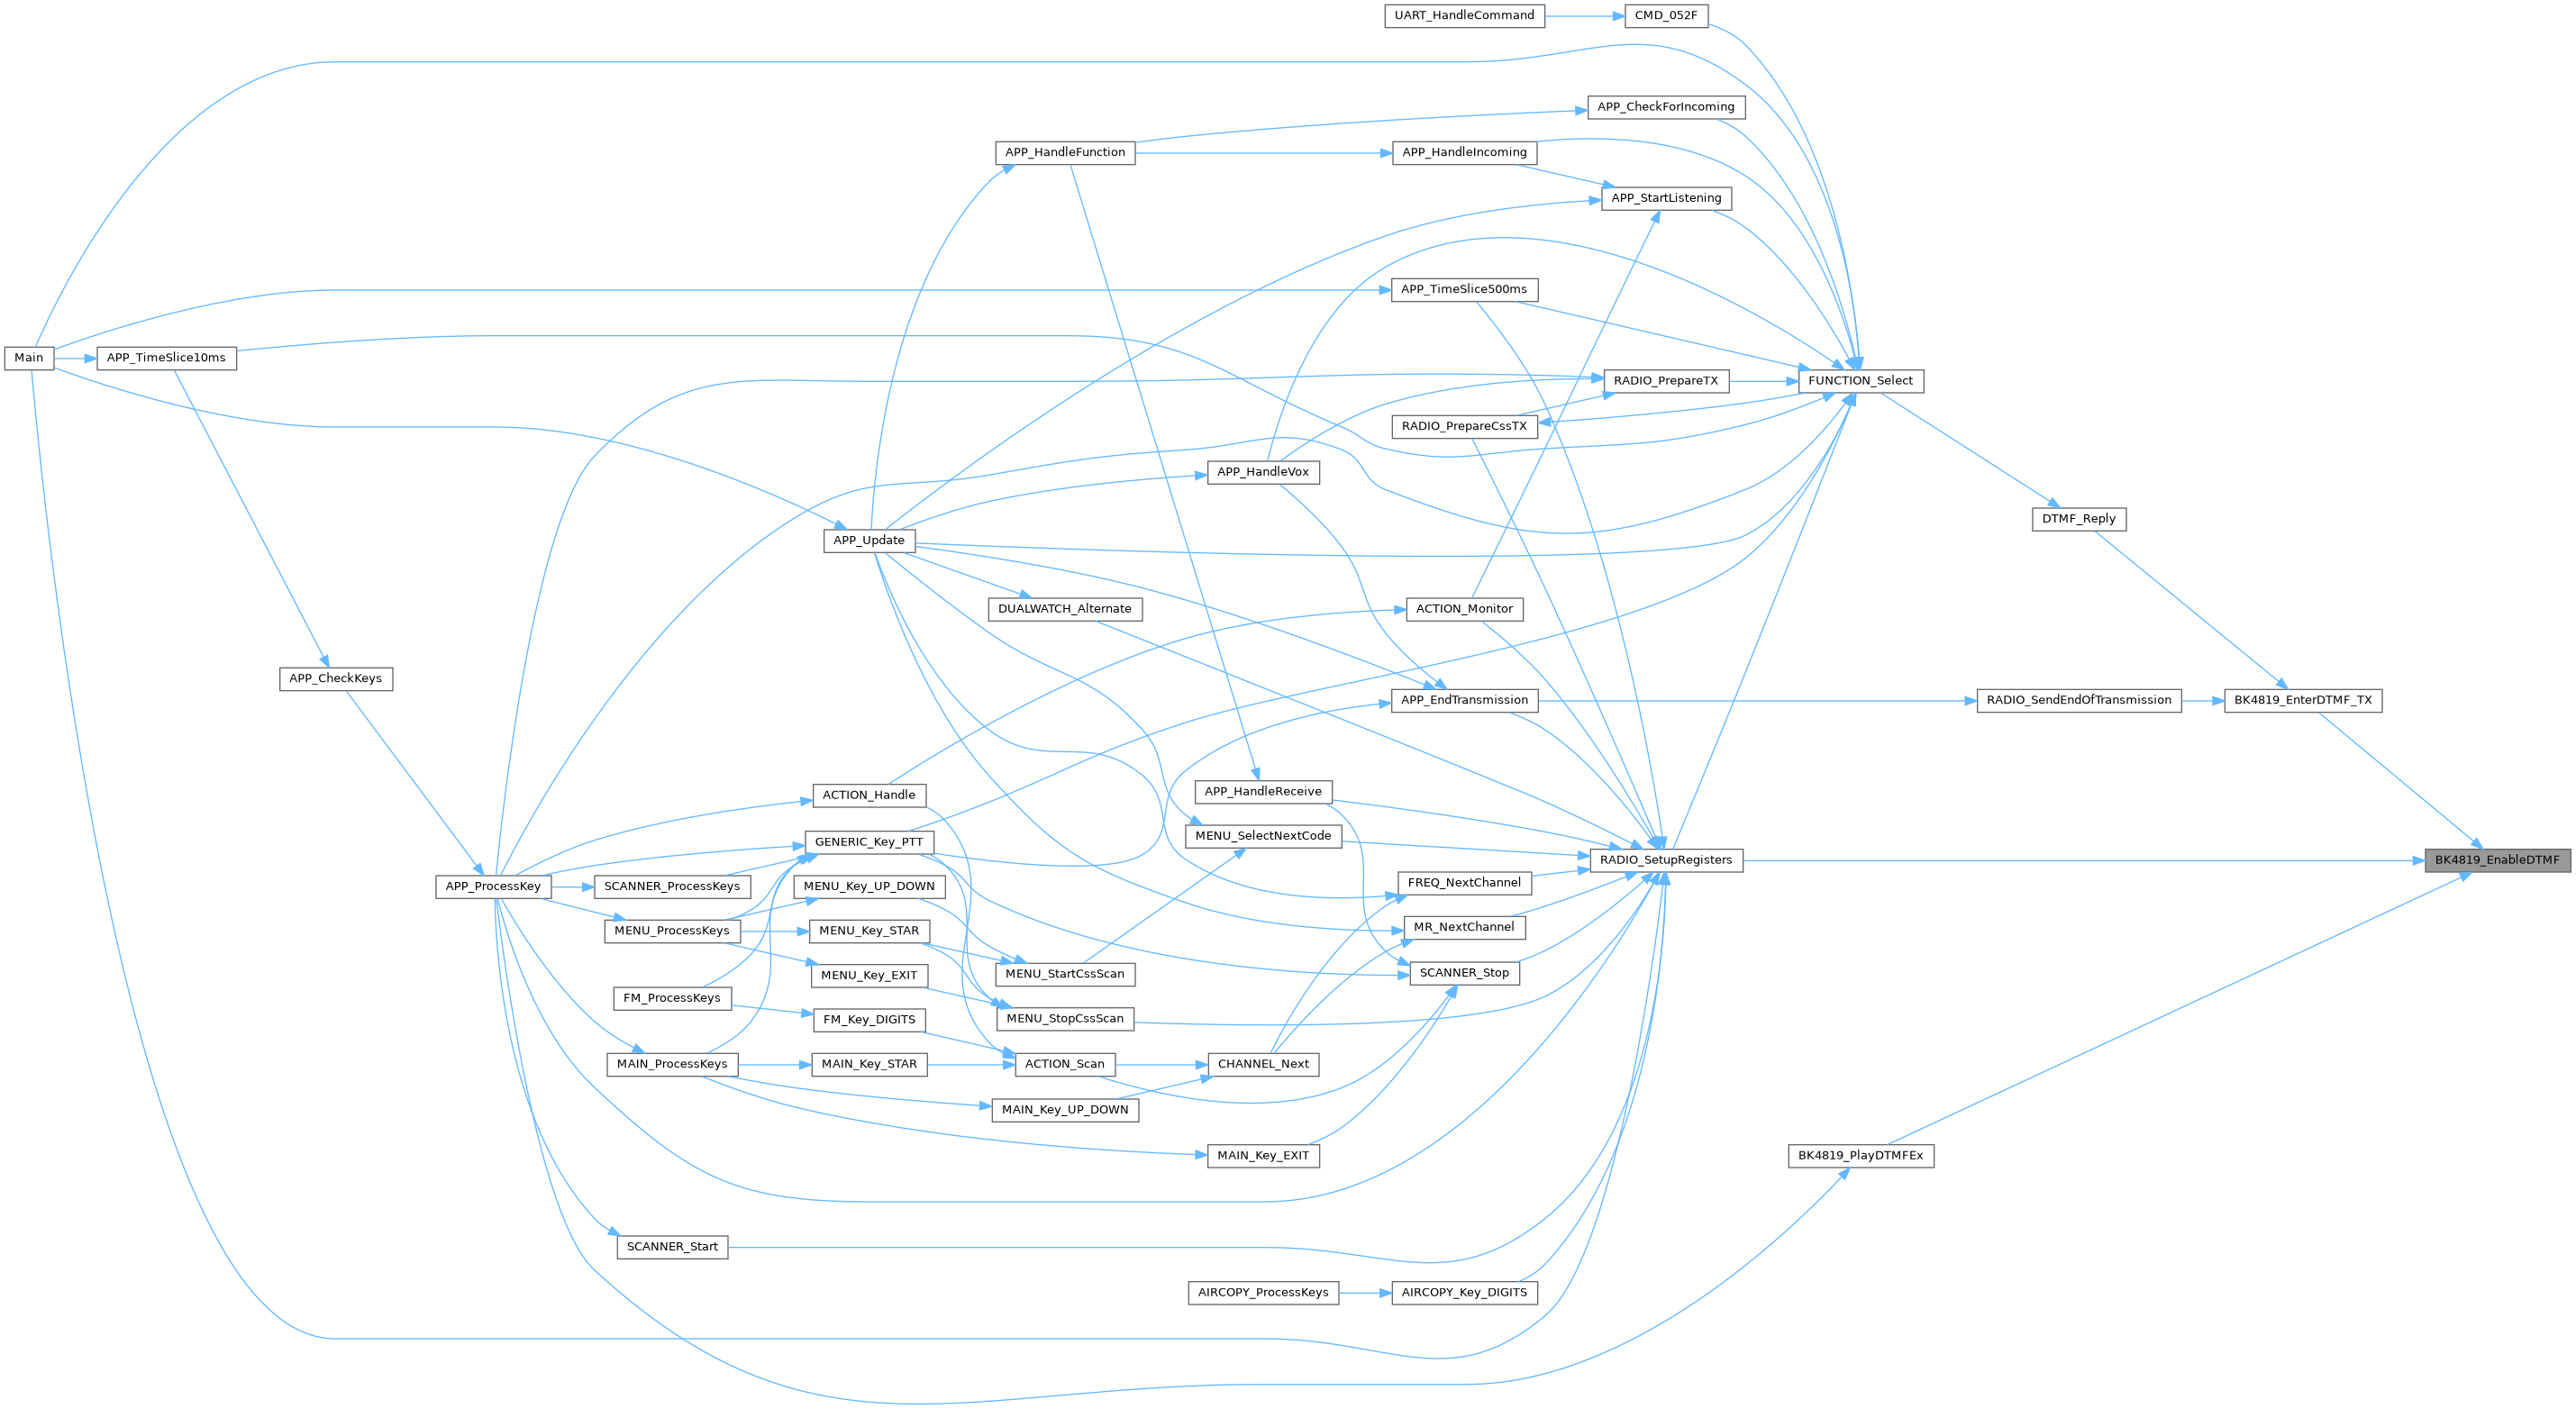 UART_HandleCommand
CMD_052F
APP_CheckForIncoming
APP_HandleFunction
APP_HandleIncoming
APP_StartListening
APP_TimeSlice500ms
Main
APP_TimeSlice10ms
RADIO_PrepareTX
FUNCTION_Select
RADIO_PrepareCssTX
APP_HandleVox
DTMF_Reply
APP_Update
DUALWATCH_Alternate
ACTION_Monitor
APP_CheckKeys
APP_EndTransmission
RADIO_SendEndOfTransmission
BK4819_EnterDTMF_TX
ACTION_Handle
APP_HandleReceive
GENERIC_Key_PTT
MENU_SelectNextCode
RADIO_SetupRegisters
BK4819_EnableDTMF
APP_ProcessKey
SCANNER_ProcessKeys
MENU_Key_UP_DOWN
FREQ_NextChannel
MENU_ProcessKeys
MENU_Key_STAR
MR_NextChannel
MENU_Key_EXIT
MENU_StartCssScan
SCANNER_Stop
FM_ProcessKeys
FM_Key_DIGITS
MENU_StopCssScan
MAIN_ProcessKeys
MAIN_Key_STAR
ACTION_Scan
CHANNEL_Next
MAIN_Key_UP_DOWN
MAIN_Key_EXIT
BK4819_PlayDTMFEx
SCANNER_Start
AIRCOPY_ProcessKeys
AIRCOPY_Key_DIGITS